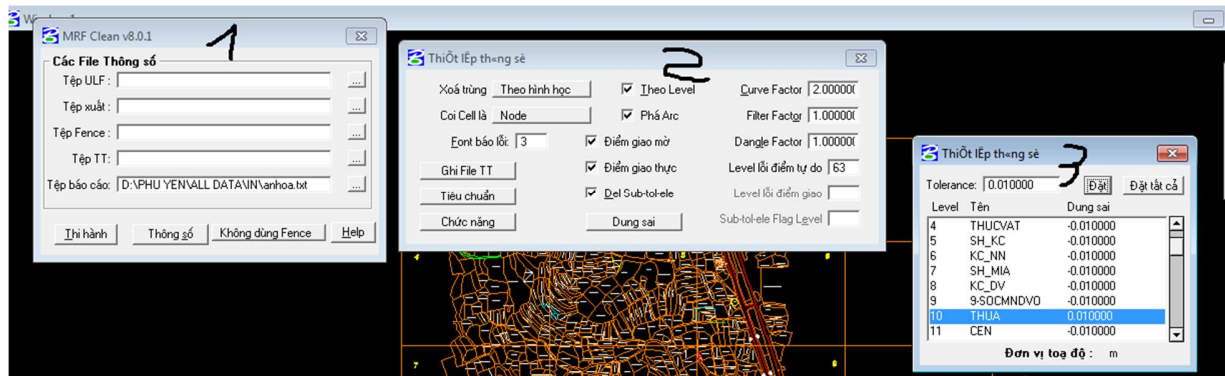 MRF Clean v8.0.1
1
Các File Thông số
Tệp ULF :
...
Tệp xuất :
...
Tệp Fence :
...
Tệp TT:
...
Tệp báo cáo: D:\PHU YEN\ALL DATA\IN\anhoa.txt
...
Thi hành Thông số Không dùng Fence Help
ThiÕt lËp th«ng sè
2
Xoá trùng Theo hình học Theo Level Curve Factor 2.00000(
Coi Cell là Node Phá Arc Filter Factor 1.00000(
Font báo lỗi: 3 Điểm giao mờ Dangle Factor 1.00000(
Ghi File TT Điểm giao thực Level lỗi điểm tự do 63
Tiêu chuẩn Del Sub-tol-ele Level lỗi điểm giao
Chức năng Dung sai Sub-tol-ele Flag Level
ThiÕt lËp th«ng sè
3
Tolerance: 0.010000 Đặt Đặt tất cả
Level Tên Dung sai
4 THUCVAT -0.010000
5 SH_KC -0.010000
6 KC_NN -0.010000
7 SH_MIA -0.010000
8 KC_DV -0.010000
9 9-SOCMNDVO -0.010000
10 THUA 0.010000
11 CEN -0.010000
Đơn vị toạ độ : m
4 5 6
7 8